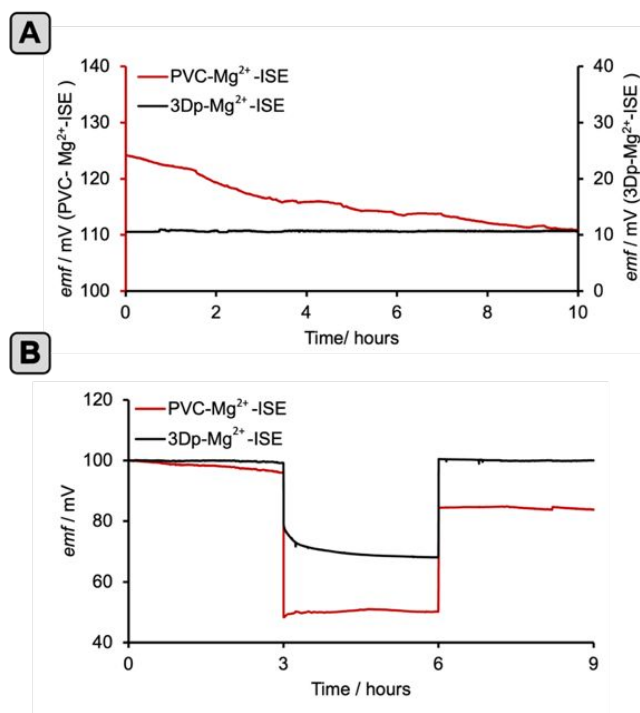 A
PVC-Mg²⁺-ISE
3Dp-Mg²⁺-ISE
emf / mV (PVC- Mg²⁺-ISE )
140
130
120
110
100
40
30
20
10
0
emf / mV (3Dp-Mg²⁺-ISE)
0 2 4 6 8 10
Time/ hours
B
PVC-Mg²⁺-ISE
3Dp-Mg²⁺-ISE
emf / mV
120
100
80
60
40
0 3 6 9
Time / hours